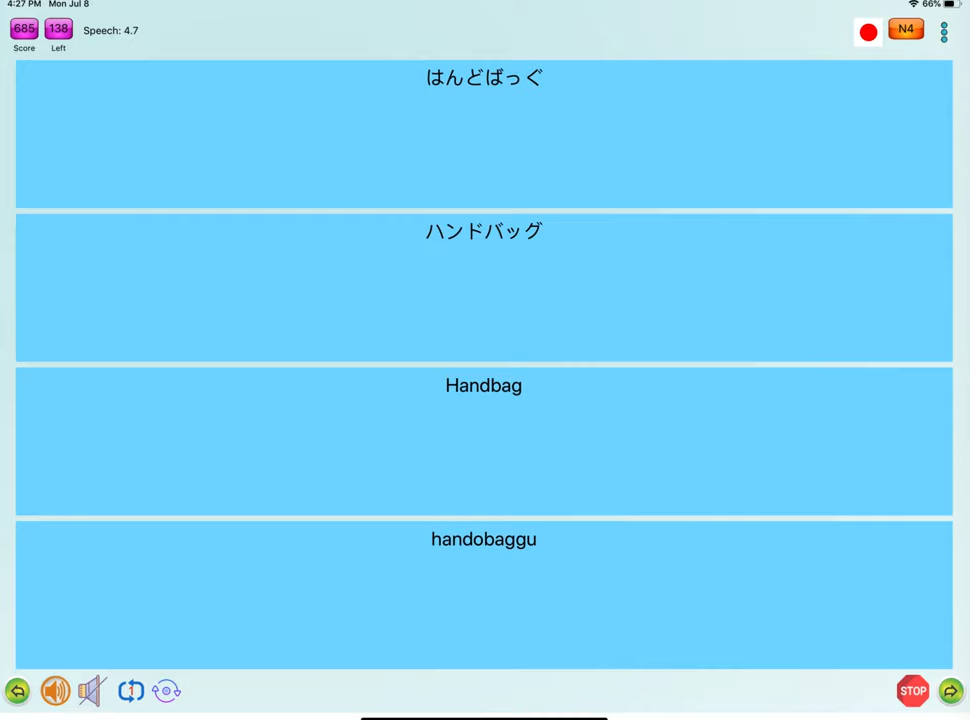 4:27 PM Mon Jul 8
66%
685
138
Speech: 4.7
N4
Score
Left
はんどばっぐ
ハンドバッグ
Handbag
handobaggu
1
STOP